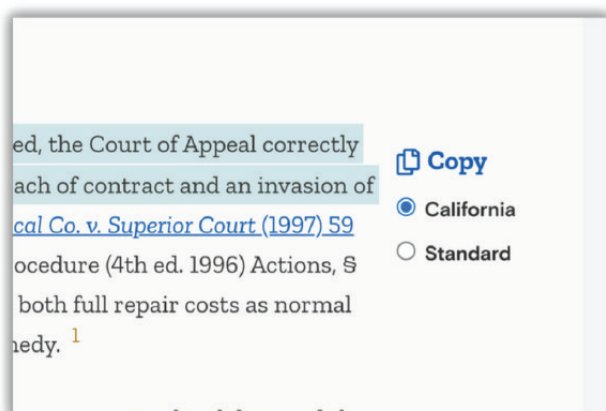 ed, the Court of Appeal correctly
ach of contract and an invasion of
cal Co. v. Superior Court (1997) 59
ocedure (4th ed. 1996) Actions, §
both full repair costs as normal
nedy. 1
Copy
California
Standard